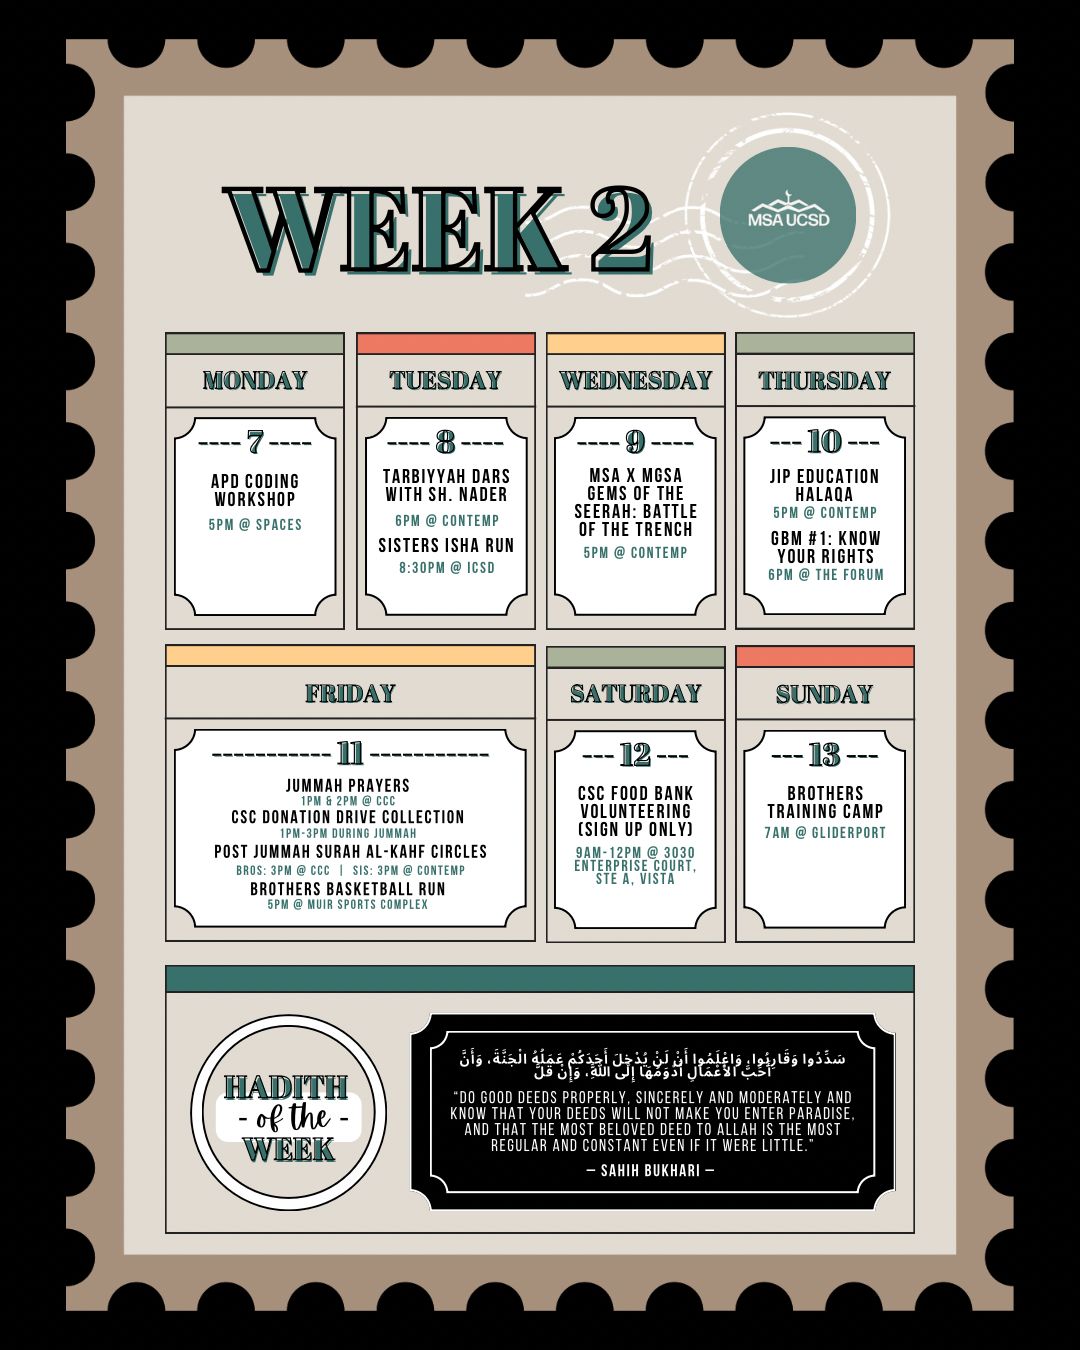 WEEK 2
MSA UCSD
MONDAY
---- 7 ----
APD CODING
WORKSHOP
5PM @ SPACES
TUESDAY
---- 8 ----
TARBIYYAH DARS
WITH SH. NADER
6PM @ CONTEMP
SISTERS ISHA RUN
8:30PM @ ICSD
WEDNESDAY
---- 9 ----
MSA X MGSA
GEMS OF THE
SEERAH: BATTLE
OF THE TRENCH
5PM @ CONTEMP
THURSDAY
--- 10 ---
JIP EDUCATION
HALAQA
5PM @ CONTEMP
GBM #1: KNOW
YOUR RIGHTS
6PM @ THE FORUM
FRIDAY
----------- 11 -----------
JUMMAH PRAYERS
1PM & 2PM @ CCC
CSC DONATION DRIVE COLLECTION
1PM-3PM DURING JUMMAH
POST JUMMAH SURAH AL-KAHF CIRCLES
BROS: 3PM @ CCC | SIS: 3PM @ CONTEMP
BROTHERS BASKETBALL RUN
5PM @ MUIR SPORTS COMPLEX
SATURDAY
--- 12 ---
CSC FOOD BANK
VOLUNTEERING
(SIGN UP ONLY)
9AM-12PM @ 3030
ENTERPRISE COURT,
STE A, VISTA
SUNDAY
--- 13 ---
BROTHERS
TRAINING CAMP
7AM @ GLIDERPORT
HADITH
- of the -
WEEK
سَدِّدُوا وَقَارِبُوا، وَاعْلَمُوا أَنْ لَنْ يُدْخِلَ أَحَدَكُمْ عَمَلُهُ الْجَنَّةَ، وَأَنَّ
أَحَبَّ الأَعْمَالِ أَدْوَمُهَا إِلَى اللَّهِ، وَإِنْ قَلَّ
“DO GOOD DEEDS PROPERLY, SINCERELY AND MODERATELY AND
KNOW THAT YOUR DEEDS WILL NOT MAKE YOU ENTER PARADISE,
AND THAT THE MOST BELOVED DEED TO ALLAH IS THE MOST
REGULAR AND CONSTANT EVEN IF IT WERE LITTLE.”
– SAHIH BUKHARI –